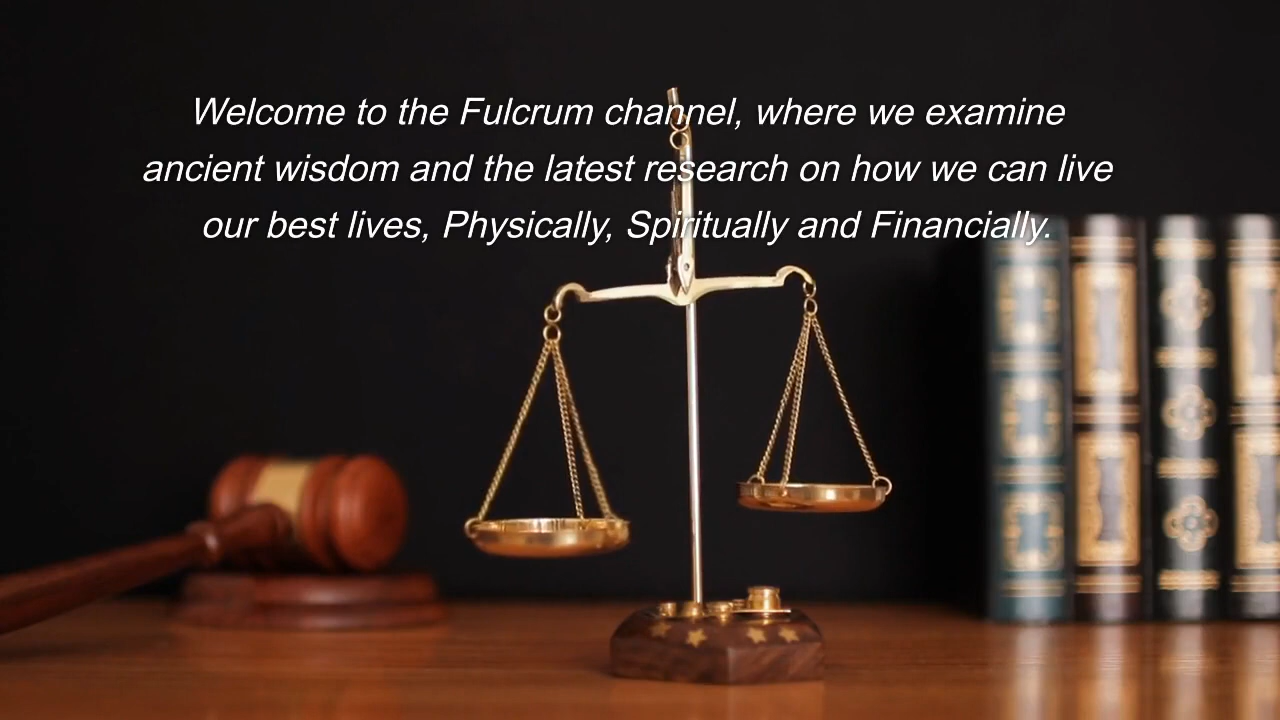 Welcome to the Fulcrum channel, where we examine
ancient wisdom and the latest research on how we can live
our best lives, Physically, Spiritually and Financially.